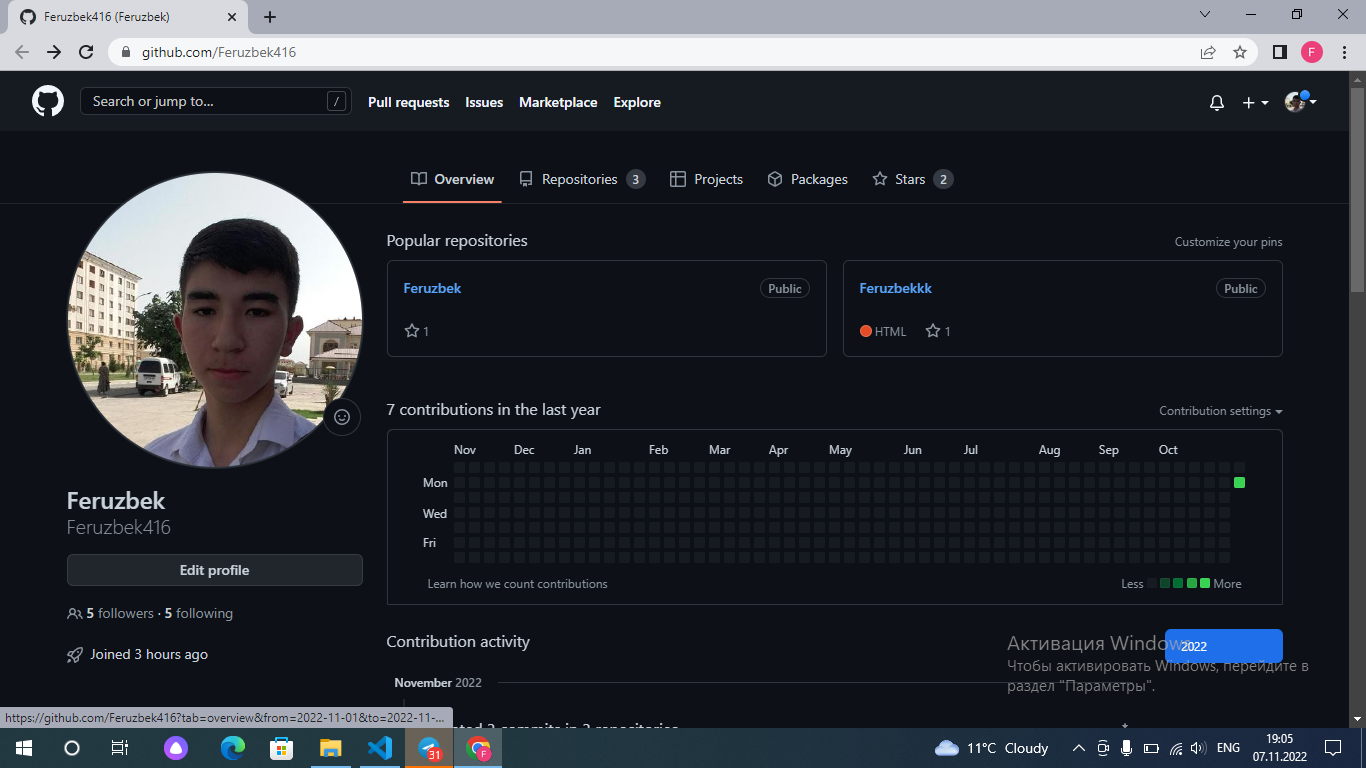 Feruzbek416 (Feruzbek)
github.com/Feruzbek416
F
Search or jump to...
/
Pull requests
Issues
Marketplace
Explore
Overview
Repositories 3
Projects
Packages
Stars 2
Popular repositories
Customize your pins
Feruzbek
Public
1
Feruzbekkk
Public
HTML
1
7 contributions in the last year
Contribution settings
Nov Dec Jan Feb Mar Apr May Jun Jul Aug Sep Oct
Mon
Wed
Fri
Learn how we count contributions
Less
More
Feruzbek
Feruzbek416
Edit profile
5 followers · 5 following
Joined 3 hours ago
Contribution activity
2022
November 2022
Активация Windows
Чтобы активировать Windows, перейдите в
раздел "Параметры".
https://github.com/Feruzbek416?tab=overview&from=2022-11-01&to=2022-11-...
2 commits in 2 repositories
31
F
11°C Cloudy
ENG
19:05
07.11.2022